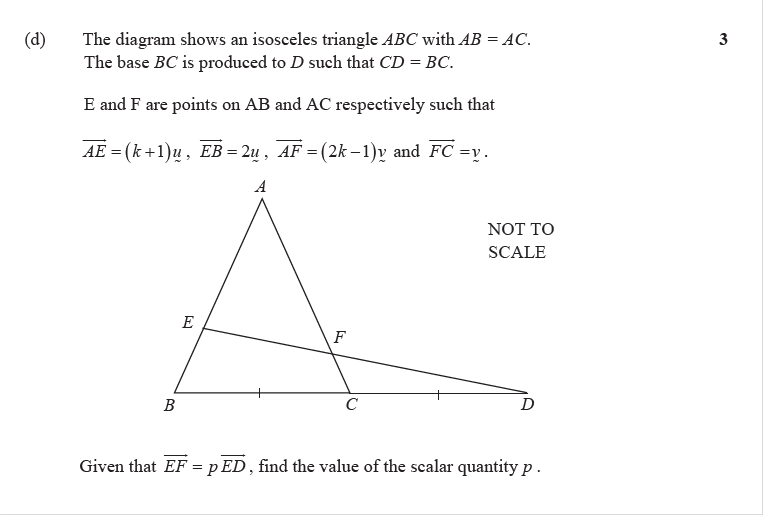 (d) The diagram shows an isosceles triangle ABC with AB = AC. 3
The base BC is produced to D such that CD = BC.
E and F are points on AB and AC respectively such that
$\overrightarrow{AE} = (k+1)\underset{\sim}{u}$, $\overrightarrow{EB} = 2\underset{\sim}{u}$, $\overrightarrow{AF} = (2k-1)\underset{\sim}{v}$ and $\overrightarrow{FC} = \underset{\sim}{v}$.
A
NOT TO
SCALE
E
F
B
C
D
Given that $\overrightarrow{EF} = p\overrightarrow{ED}$, find the value of the scalar quantity p.